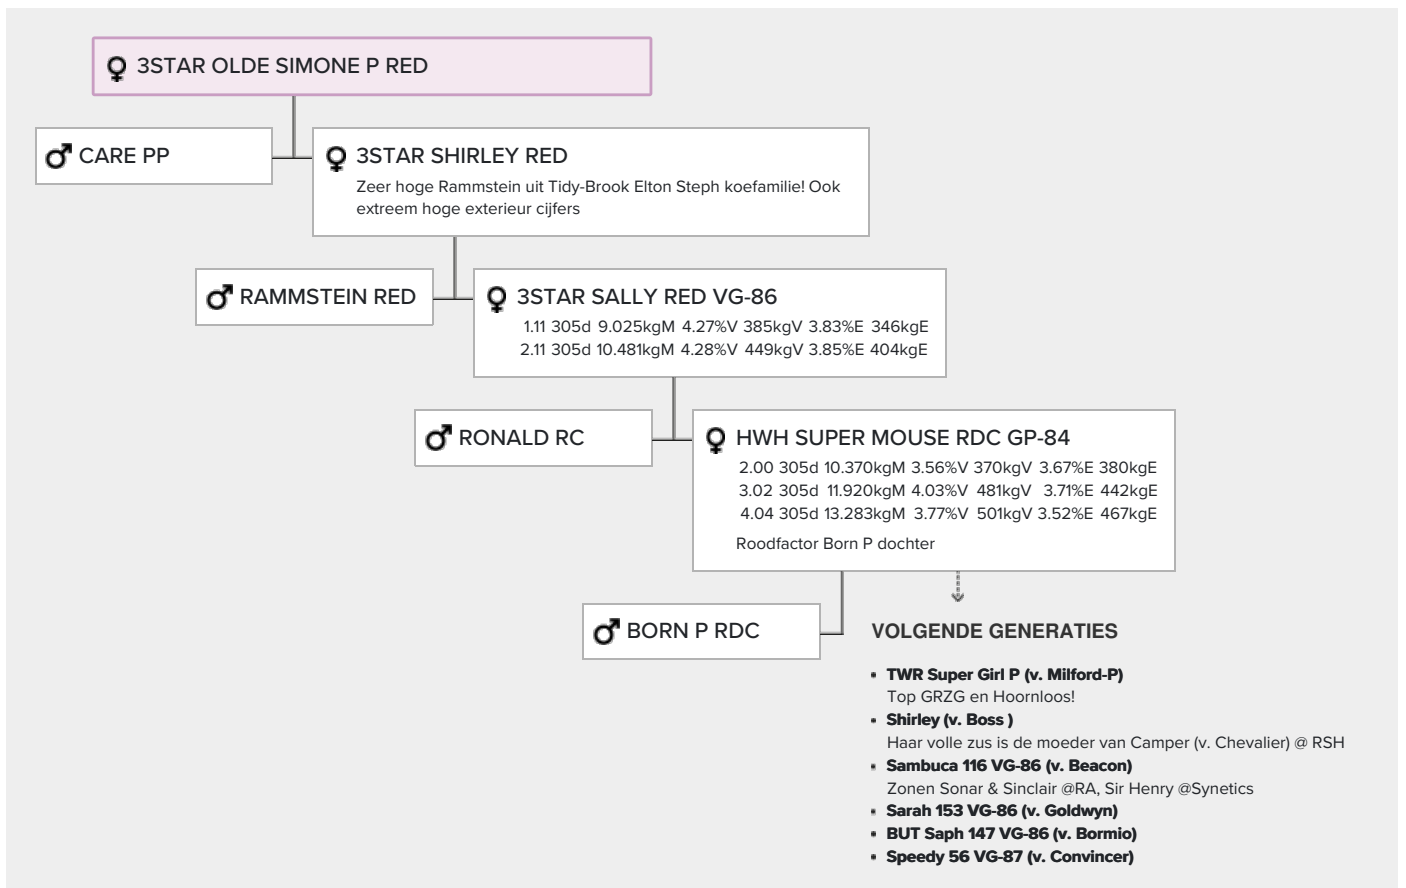 3STAR OLDE SIMONE P RED
CARE PP
3STAR SHIRLEY RED
Zeer hoge Rammstein uit Tidy-Brook Elton Steph koefamilie! Ook
extreem hoge exterieur cijfers
RAMMSTEIN RED
3STAR SALLY RED VG-86
1.11 305d 9.025kgM 4.27%V 385kgV 3.83%E 346kgE
2.11 305d 10.481kgM 4.28%V 449kgV 3.85%E 404kgE
RONALD RC
HWH SUPER MOUSE RDC GP-84
2.00 305d 10.370kgM 3.56%V 370kgV 3.67%E 380kgE
3.02 305d 11.920kgM 4.03%V 481kgV 3.71%E 442kgE
4.04 305d 13.283kgM 3.77%V 501kgV 3.52%E 467kgE
Roodfactor Born P dochter
BORN P RDC
VOLGENDE GENERATIES
TWR Super Girl P (v. Milford-P)
Top GRZG en Hoornloos!
Shirley (v. Boss )
Haar volle zus is de moeder van Camper (v. Chevalier) @ RSH
Sambuca 116 VG-86 (v. Beacon)
Zonen Sonar & Sinclair @RA, Sir Henry @Synetics
Sarah 153 VG-86 (v. Goldwyn)
BUT Saph 147 VG-86 (v. Bormio)
Speedy 56 VG-87 (v. Convincer)